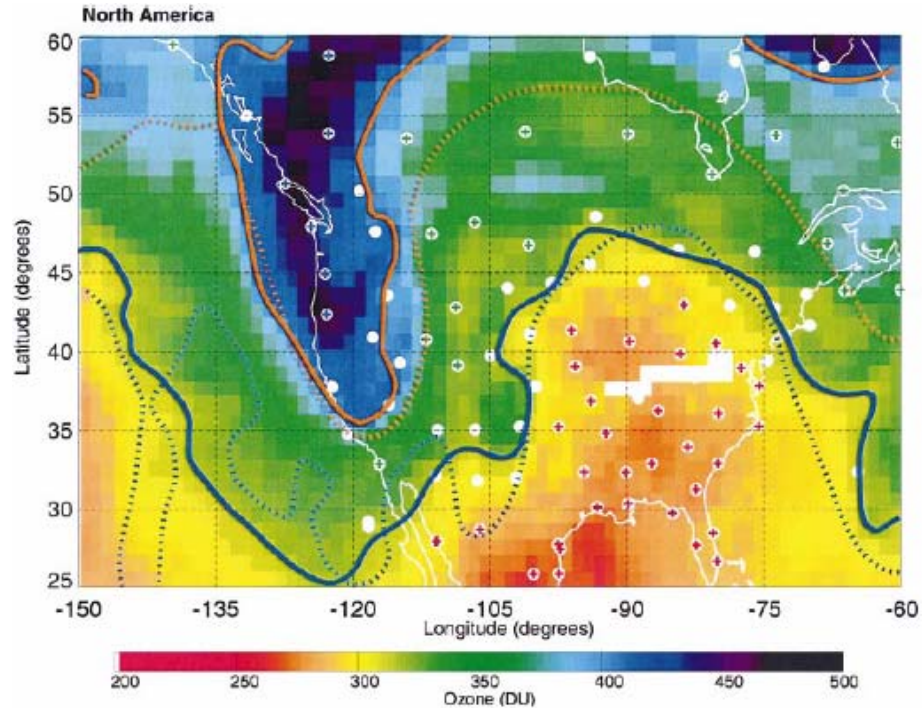 North America
60
55
50
45
40
35
30
25
Latitude (degrees)
-150 -135 -120 -105 -90 -75 -60
Longitude (degrees)
200 250 300 350 400 450 500
Ozone (DU)